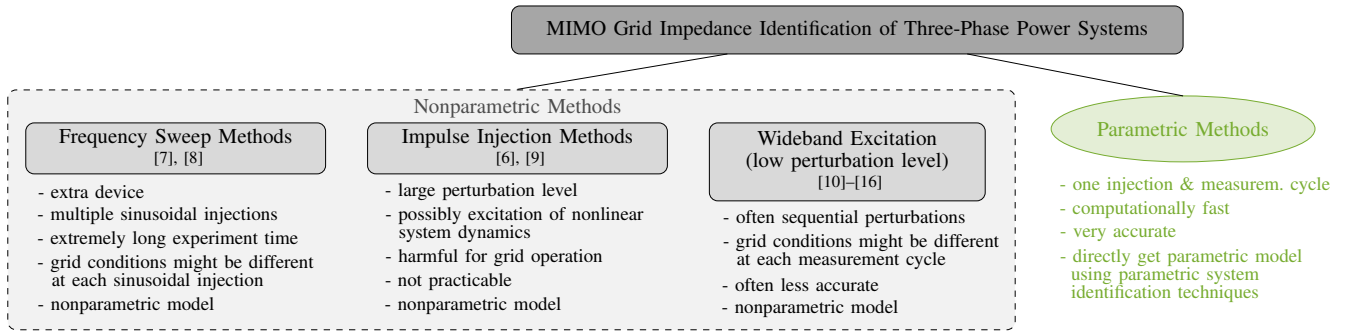 MIMO Grid Impedance Identification of Three-Phase Power Systems
Nonparametric Methods
Frequency Sweep Methods
[7], [8]
- extra device
- multiple sinusoidal injections
- extremely long experiment time
- grid conditions might be different
at each sinusoidal injection
- nonparametric model
Impulse Injection Methods
[6], [9]
- large perturbation level
- possibly excitation of nonlinear
system dynamics
- harmful for grid operation
- not practicable
- nonparametric model
Wideband Excitation
(low perturbation level)
[10]–[16]
- often sequential perturbations
- grid conditions might be different
at each measurement cycle
- often less accurate
- nonparametric model
Parametric Methods
- one injection & measurem. cycle
- computationally fast
- very accurate
- directly get parametric model
using parametric system
identification techniques